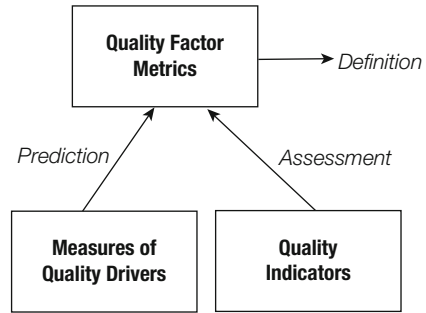 Quality Factor
Metrics
Definition
Prediction
Assessment
Measures of
Quality Drivers
Quality
Indicators